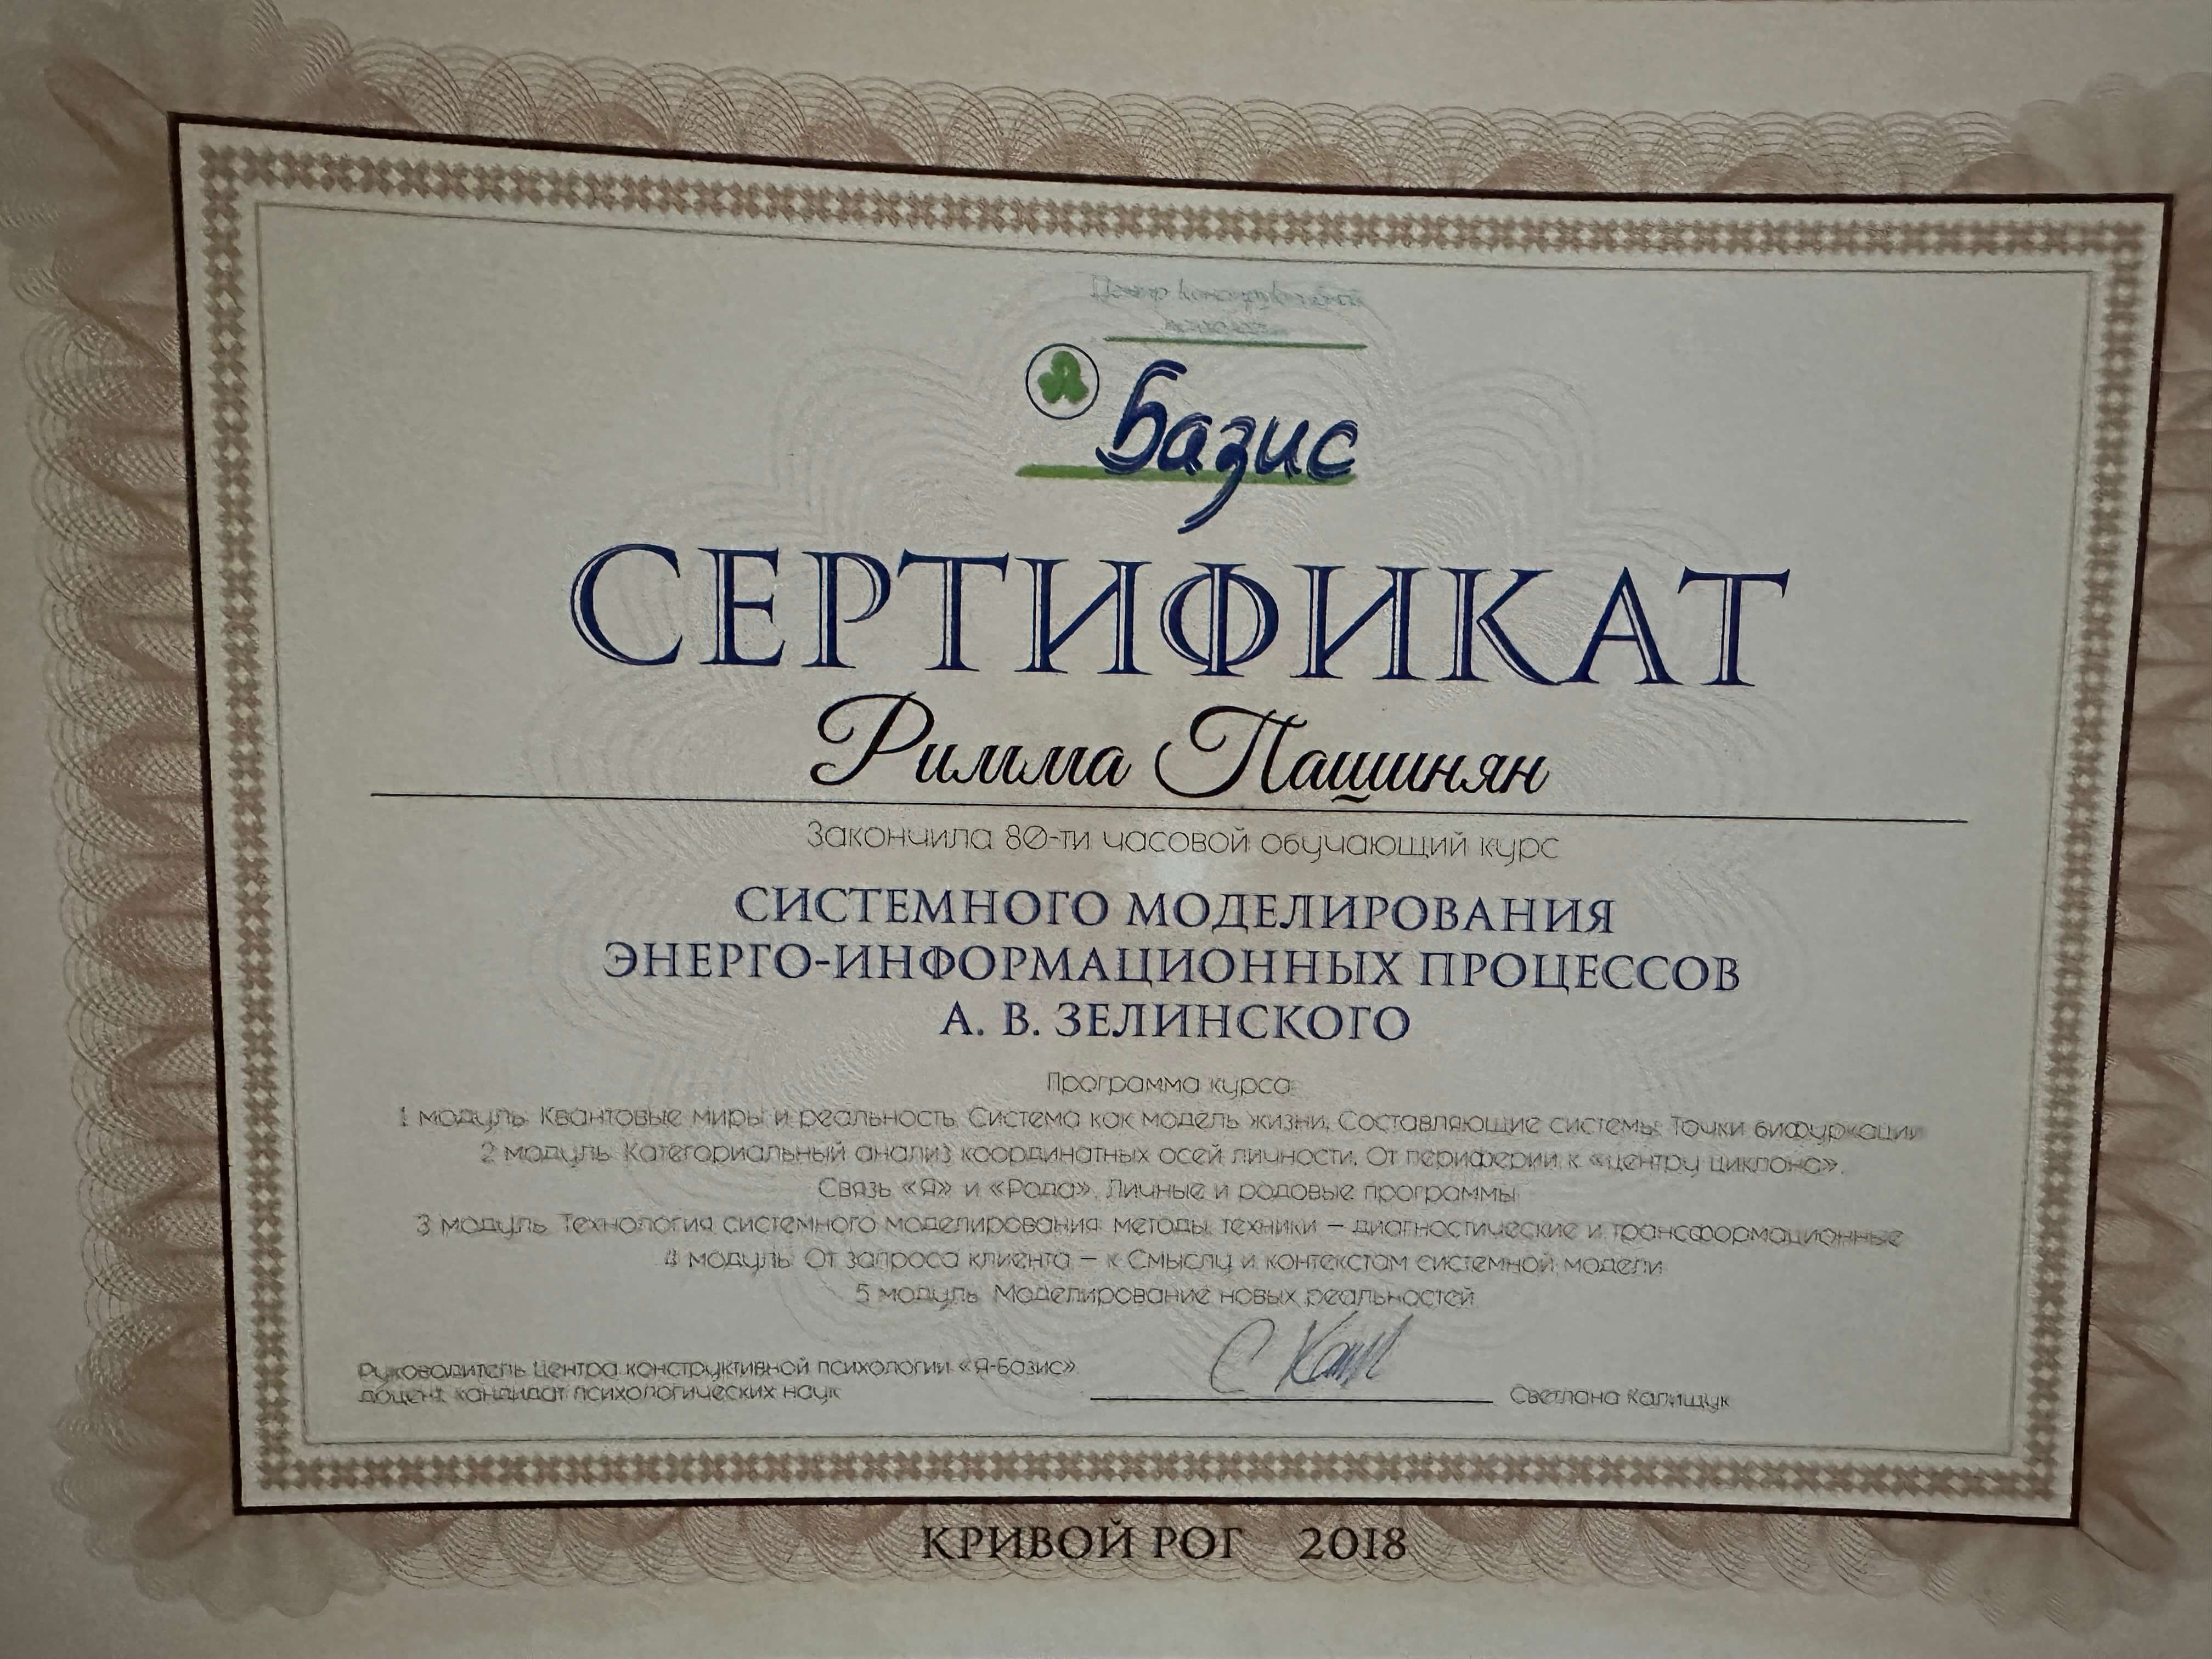 Центр конструктивной
психологии
Я
Базис
СЕРТИФИКАТ
Римма Пашинян
Закончила 80-ти часовой обучающий курс
СИСТЕМНОГО МОДЕЛИРОВАНИЯ
ЭНЕРГО-ИНФОРМАЦИОННЫХ ПРОЦЕССОВ
А. В. ЗЕЛИНСКОГО
Программа курса:
1 модуль. Квантовые миры и реальность. Система как модель жизни. Составляющие системы. Точки бифуркации
2 модуль. Категориальный анализ координатных осей личности. От периферии к «центру циклона».
Связь «Я» и «Рода». Личные и родовые программы
3 модуль. Технология системного моделирования: методы, техники – диагностические и трансформационные
4 модуль. От запроса клиента – к Смыслу и контекстам системной модели
5 модуль. Моделирование новых реальностей
Руководитель Центра конструктивной психологии «Я-Базис»
доцент, кандидат психологических наук
Светлана Калищук
КРИВОЙ РОГ 2018